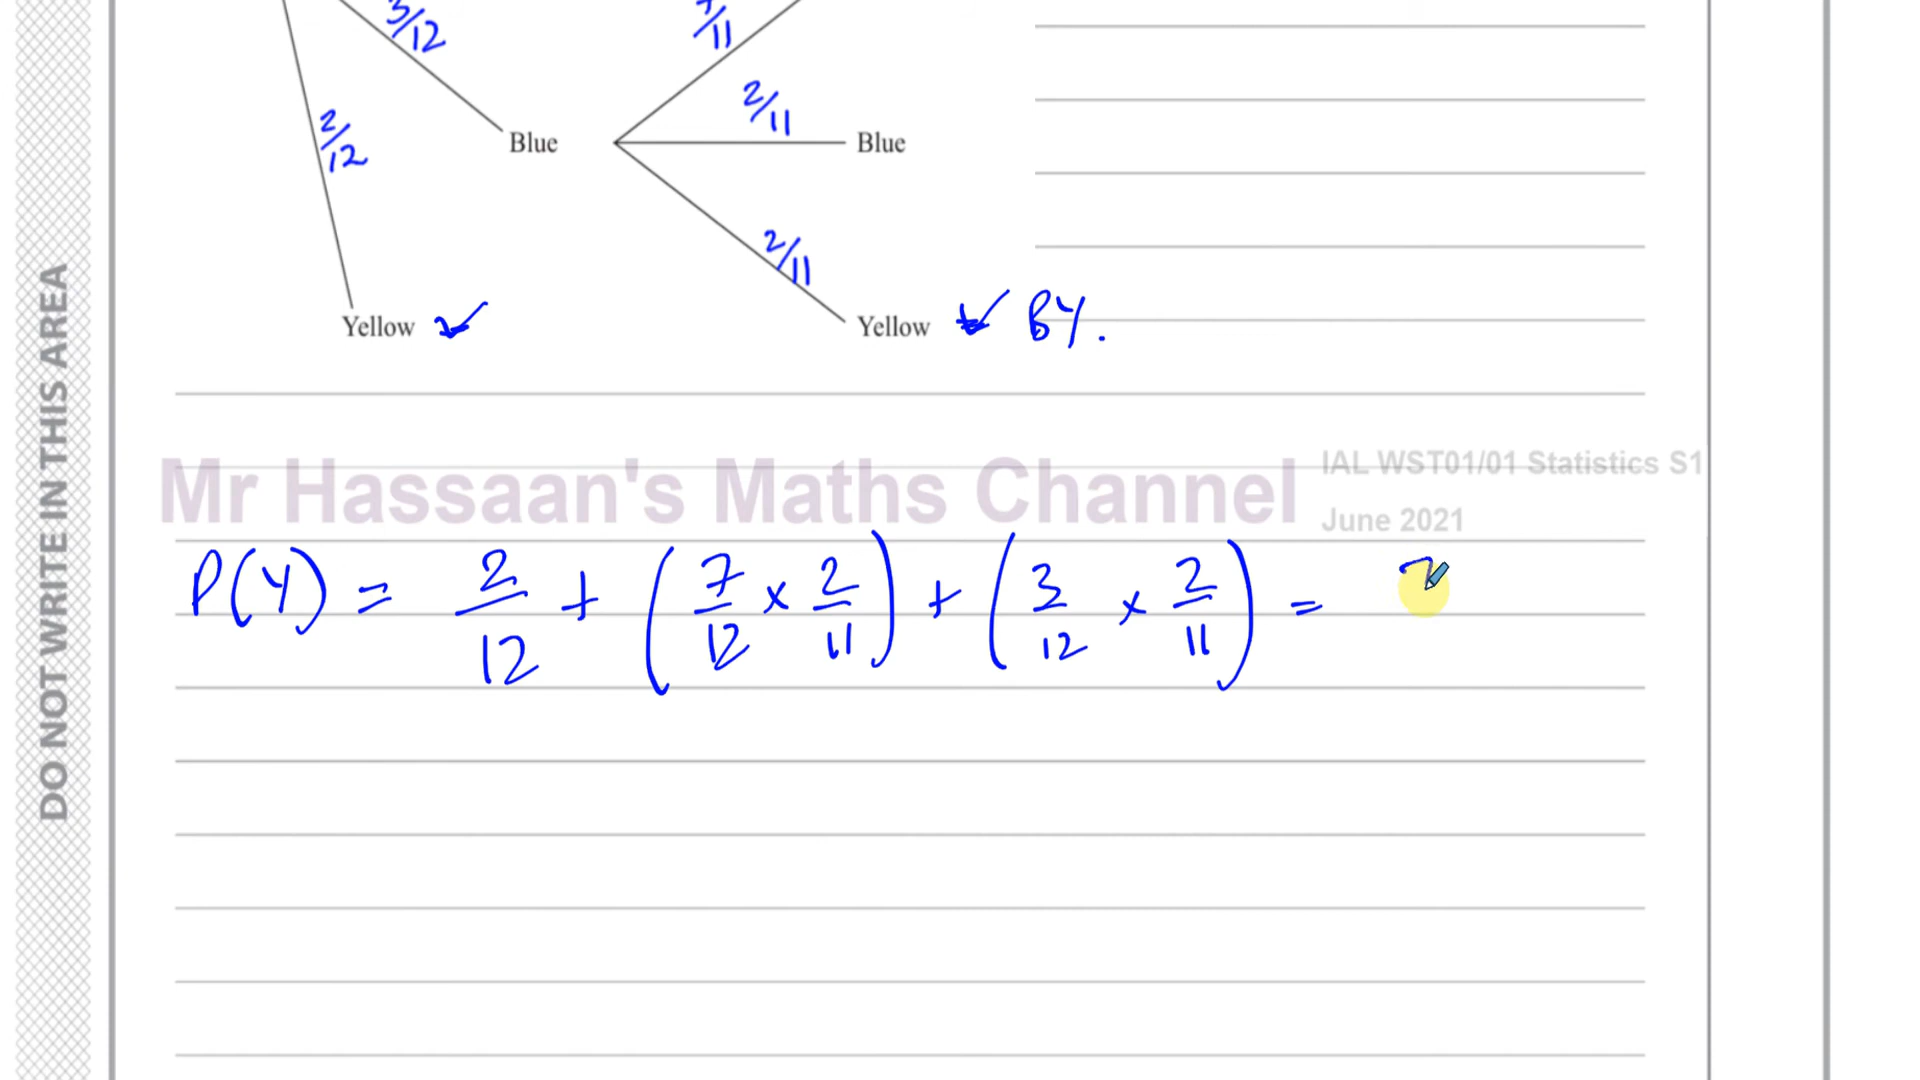 3/12
7/11
2/11
2/12
Blue
Blue
2/11
Yellow
Yellow
BY.
DO NOT WRITE IN THIS AREA
Mr Hassaan's Maths Channel
IAL WST01/01 Statistics S1
June 2021
P(Y) = 2/12 + (7/12 × 2/11) + (3/12 × 2/11) =